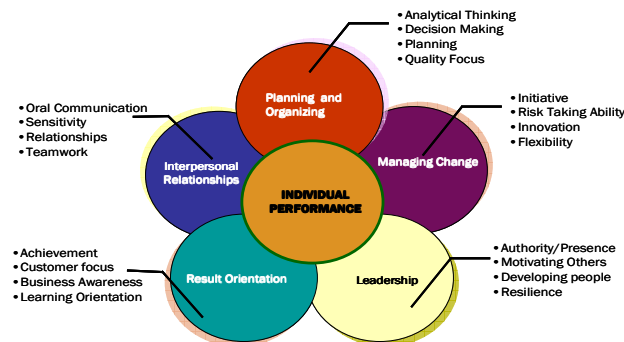 • Analytical Thinking
• Decision Making
• Planning
• Quality Focus
Planning and
Organizing
• Oral Communication
• Sensitivity
• Relationships
• Teamwork
Interpersonal
Relationships
• Initiative
• Risk Taking Ability
• Innovation
• Flexibility
Managing Change
INDIVIDUAL
PERFORMANCE
• Achievement
• Customer focus
• Business Awareness
• Learning Orientation
Result Orientation
Leadership
• Authority/Presence
• Motivating Others
• Developing people
• Resilience